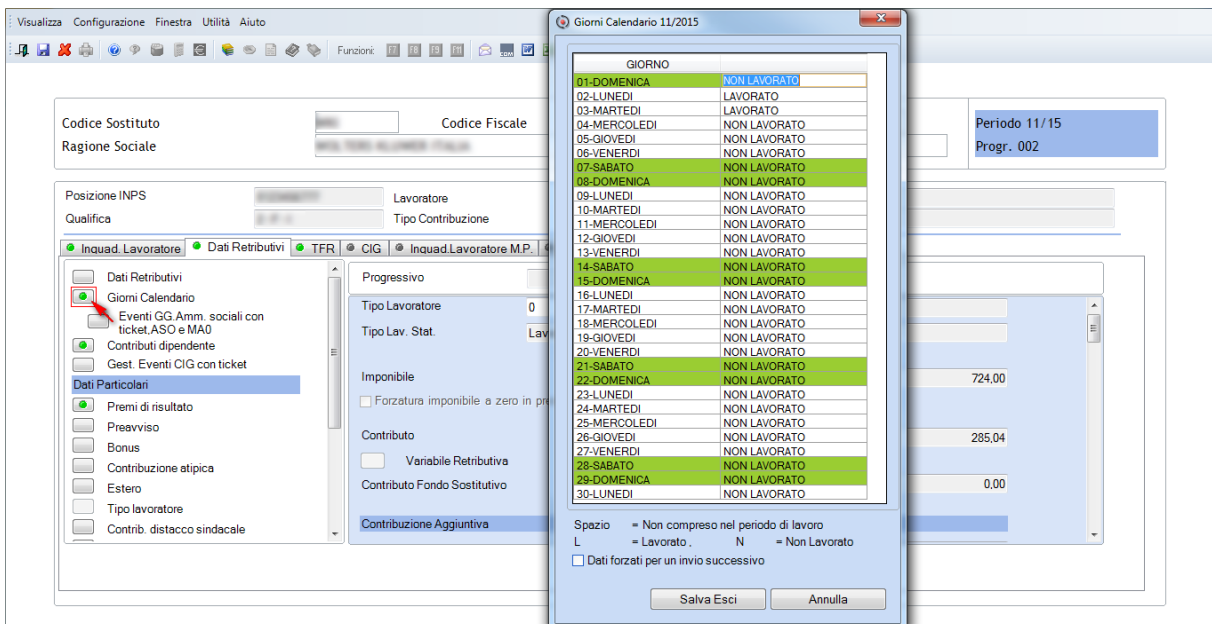 Visualizza Configurazione Finestra Utilità Aiuto
Funzioni: F7 F8 F9 F11
Codice Sostituto
Codice Fiscale
Periodo 11/15
Ragione Sociale
Progr. 002
Posizione INPS
Lavoratore
Qualifica
Tipo Contribuzione
Inquad. Lavoratore Dati Retributivi TFR CIG Inquad.Lavoratore M.P.
Dati Retributivi
Giorni Calendario
Eventi GG.Amm. sociali con
ticket,ASO e MA0
Contributi dipendente
Gest. Eventi CIG con ticket
Dati Particolari
Premi di risultato
Preavviso
Bonus
Contribuzione atipica
Estero
Tipo lavoratore
Contrib. distacco sindacale
Progressivo
Tipo Lavoratore 0
Tipo Lav. Stat. Lav
Imponibile 724,00
Forzatura imponibile a zero in pre
Contributo 285,04
Variabile Retributiva
Contributo Fondo Sostitutivo 0,00
Contribuzione Aggiuntiva
Giorni Calendario 11/2015
GIORNO
01-DOMENICA NON LAVORATO
02-LUNEDI LAVORATO
03-MARTEDI LAVORATO
04-MERCOLEDI NON LAVORATO
05-GIOVEDI NON LAVORATO
06-VENERDI NON LAVORATO
07-SABATO NON LAVORATO
08-DOMENICA NON LAVORATO
09-LUNEDI NON LAVORATO
10-MARTEDI NON LAVORATO
11-MERCOLEDI NON LAVORATO
12-GIOVEDI NON LAVORATO
13-VENERDI NON LAVORATO
14-SABATO NON LAVORATO
15-DOMENICA NON LAVORATO
16-LUNEDI NON LAVORATO
17-MARTEDI NON LAVORATO
18-MERCOLEDI NON LAVORATO
19-GIOVEDI NON LAVORATO
20-VENERDI NON LAVORATO
21-SABATO NON LAVORATO
22-DOMENICA NON LAVORATO
23-LUNEDI NON LAVORATO
24-MARTEDI NON LAVORATO
25-MERCOLEDI NON LAVORATO
26-GIOVEDI NON LAVORATO
27-VENERDI NON LAVORATO
28-SABATO NON LAVORATO
29-DOMENICA NON LAVORATO
30-LUNEDI NON LAVORATO
Spazio = Non compreso nel periodo di lavoro
L = Lavorato , N = Non Lavorato
Dati forzati per un invio successivo
Salva Esci Annulla